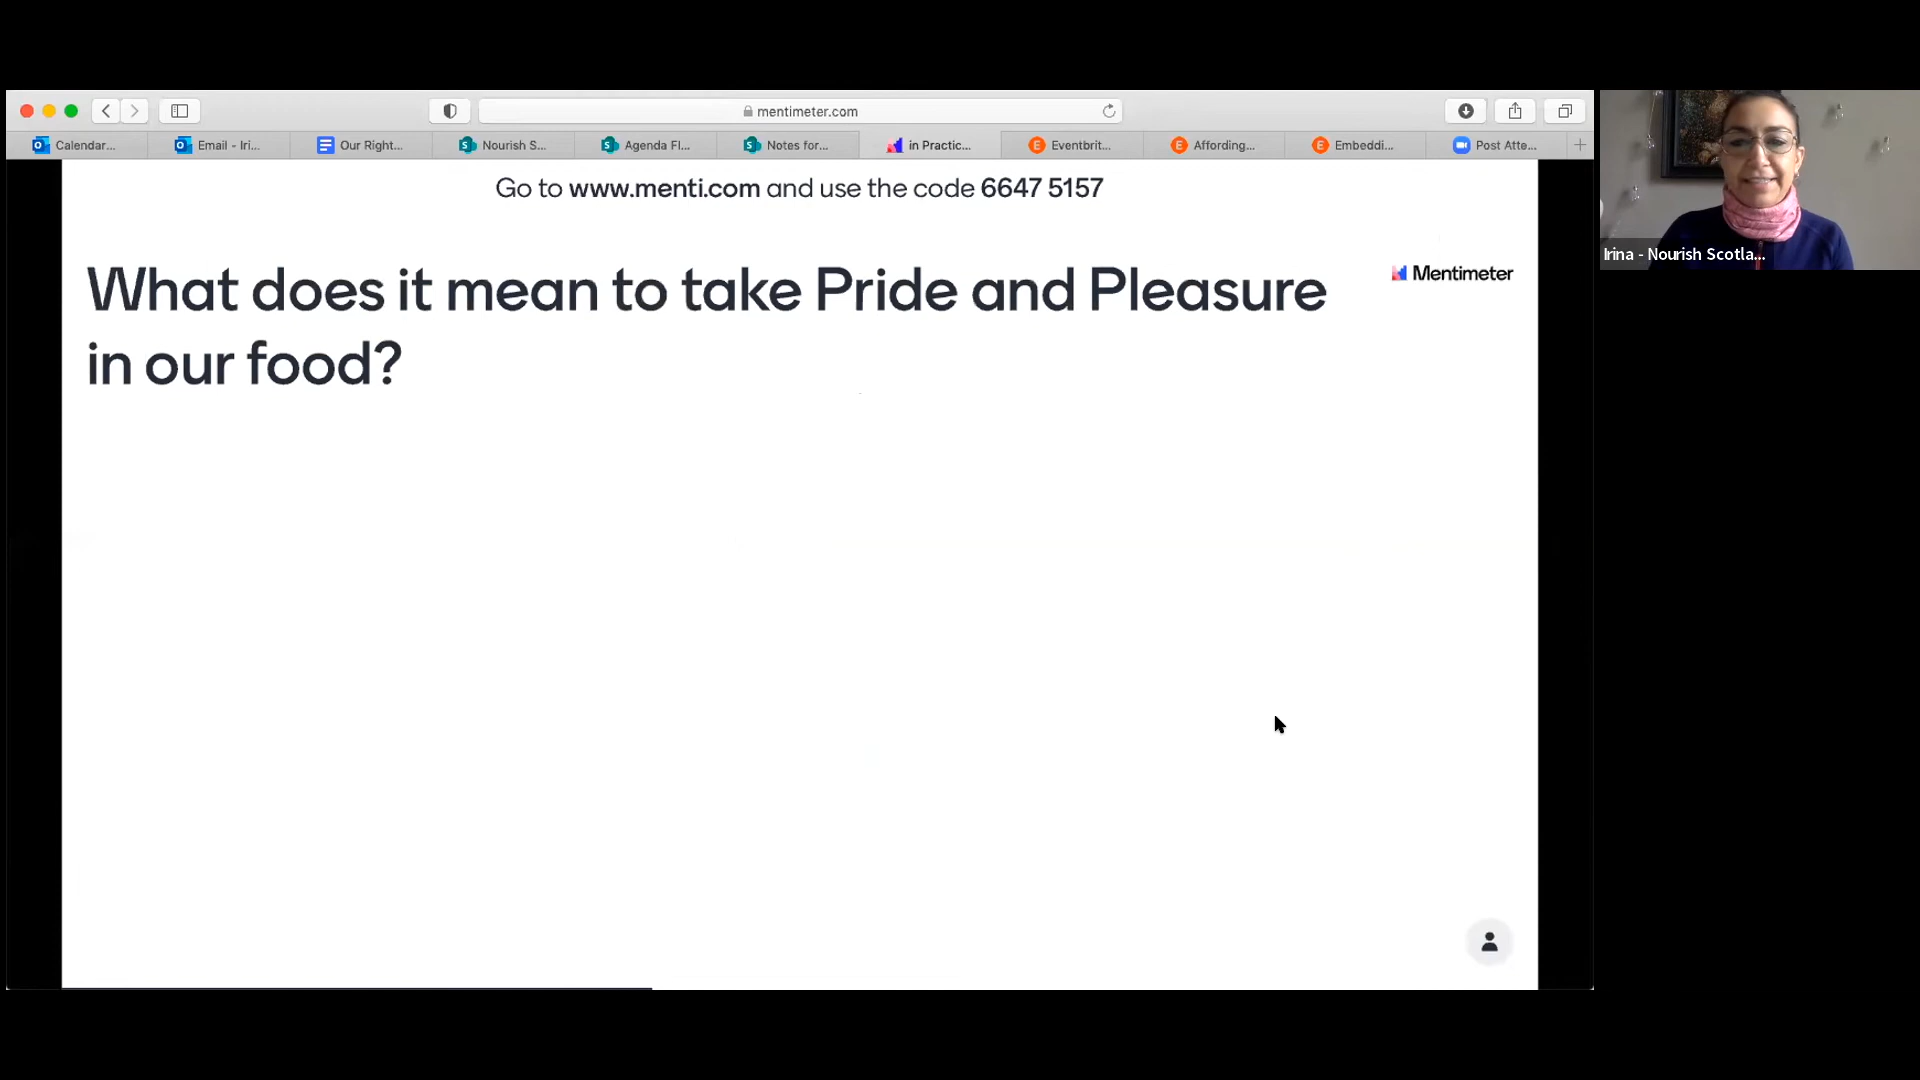 mentimeter.com
Calendar...
Email - Iri...
Our Right...
Nourish S...
Agenda Fl...
Notes for...
in Practic...
Eventbrit...
Affording...
Embeddi...
Post Atte...
Go to www.menti.com and use the code 6647 5157
What does it mean to take Pride and Pleasure
in our food?
Mentimeter
Irina - Nourish Scotla...